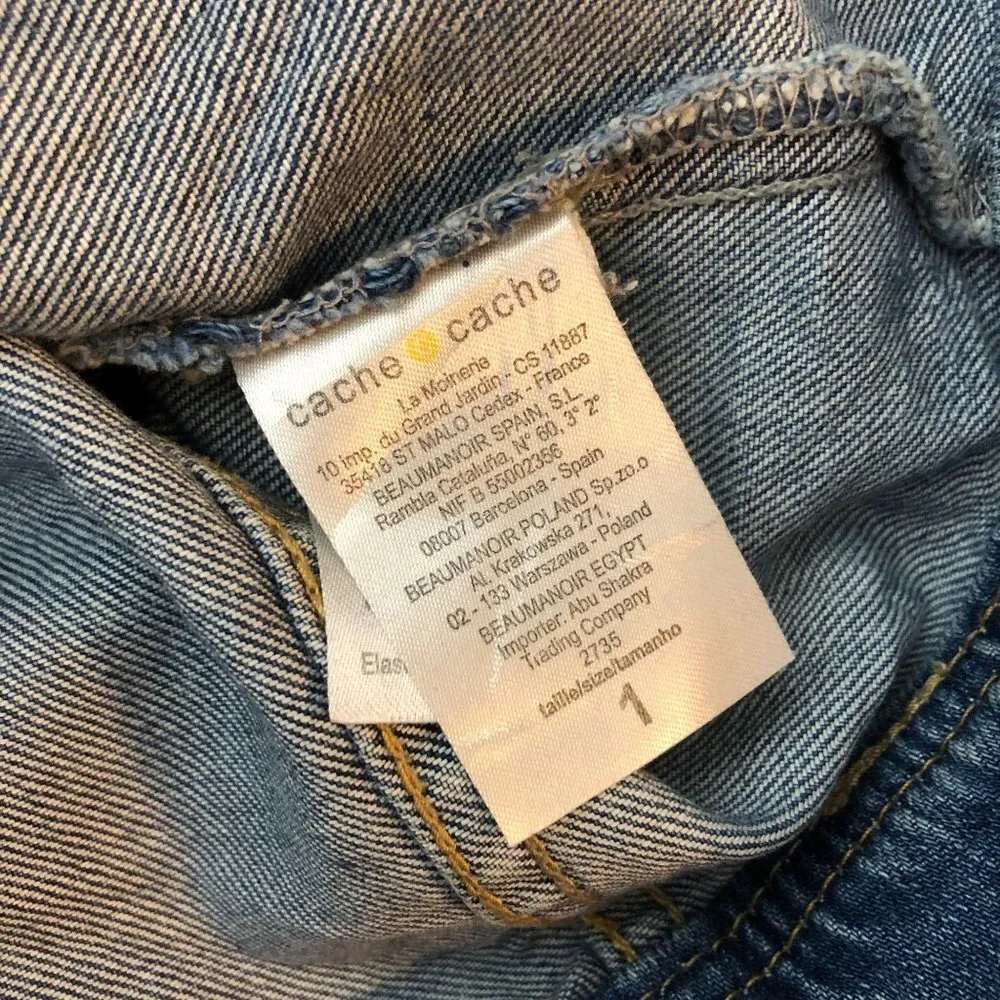 cache cache
La Moinerie
10 imp. du Grand Jardin - CS 11887
35418 ST MALO Cedex - France
BEAUMANOIR SPAIN, S.L
Rambla Cataluña, N° 60, 3° 2°
NIF B 55002356
08007 Barcelona - Spain
BEAUMANOIR POLAND Sp.zo.o
Al. Krakowska 271,
02 - 133 Warszawa - Poland
BEAUMANOIR EGYPT
Importer: Abu Shakra
Trading Company
2735
taille/size/tamanho
1